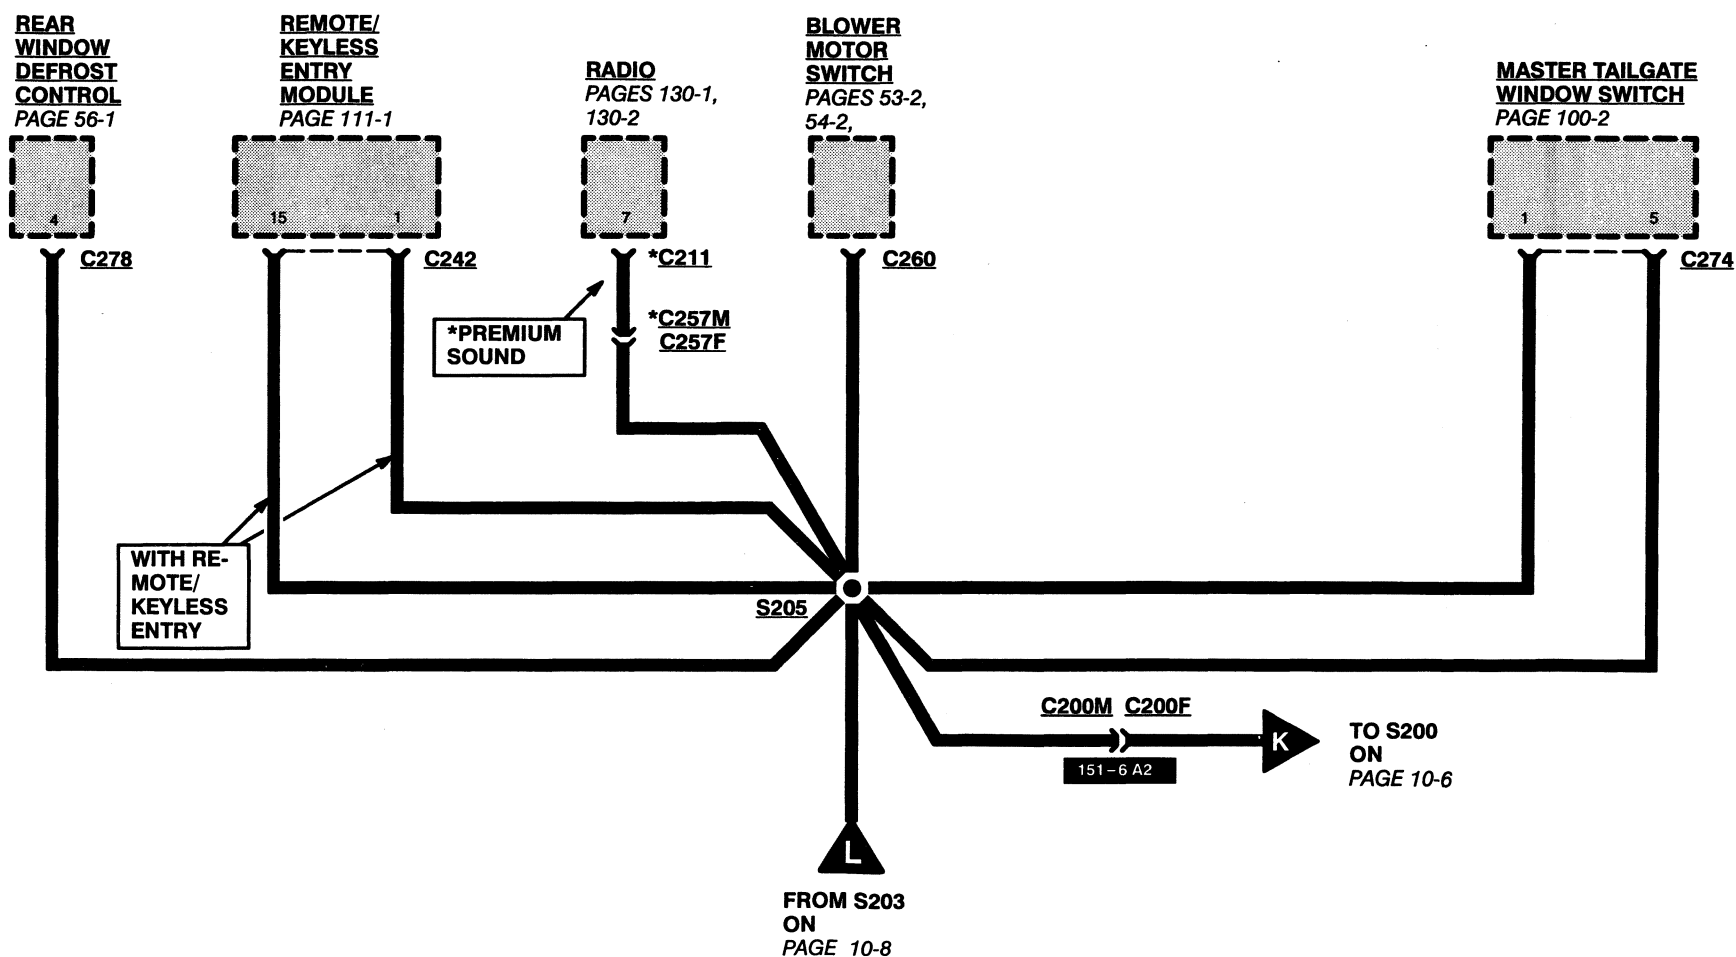 REAR
WINDOW
DEFROST
CONTROL
PAGE 56-1
4
C278
REMOTE/
KEYLESS
ENTRY
MODULE
PAGE 111-1
15 1
C242
RADIO
PAGES 130-1,
130-2
7
*C211
*C257M
C257F
*PREMIUM
SOUND
BLOWER
MOTOR
SWITCH
PAGES 53-2,
54-2,
C260
MASTER TAILGATE
WINDOW SWITCH
PAGE 100-2
1 5
C274
WITH RE-
MOTE/
KEYLESS
ENTRY
S205
C200M C200F
151-6 A2
K
TO S200
ON
PAGE 10-6
L
FROM S203
ON
PAGE 10-8